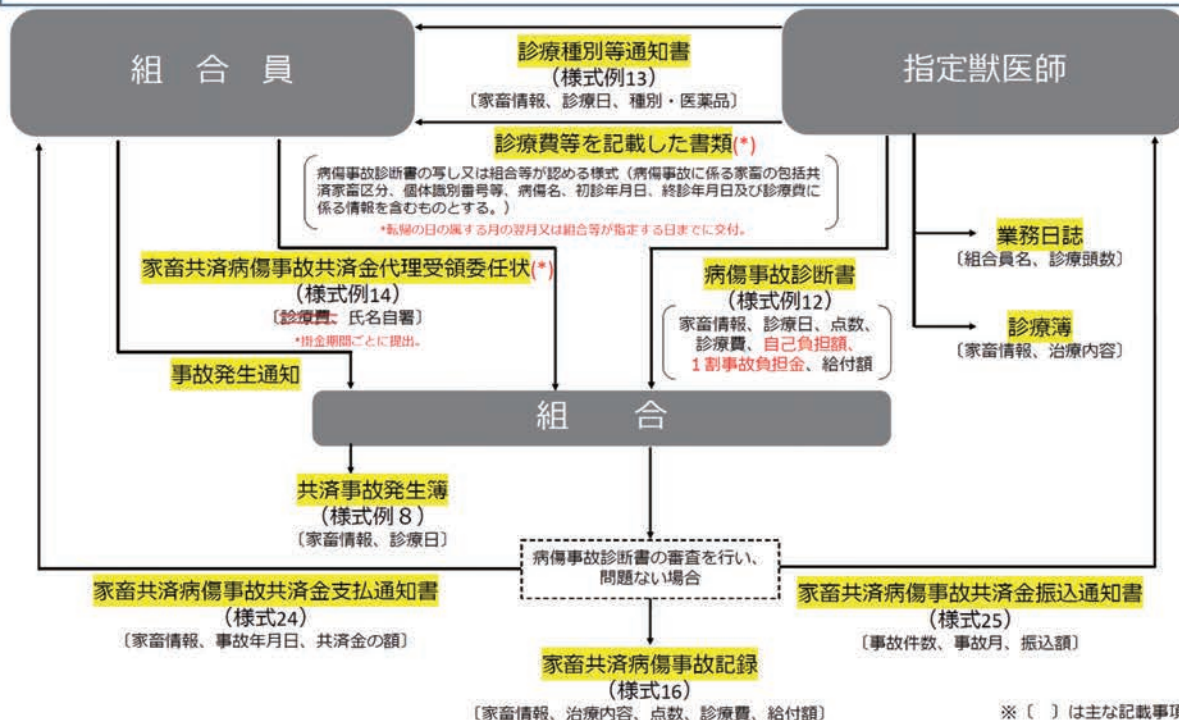 組　合　員
指定獣医師
診療種別等通知書
(様式例13)
〔家畜情報、診療日、種別・医薬品〕
診療費等を記載した書類(*)
病傷事故診断書の写し又は組合等が認める様式（病傷事故に係る家畜の包括共
済家畜区分、個体識別番号等、病傷名、初診年月日、終診年月日及び診療費に
係る情報を含むものとする。）
*転帰の日の属する月の翌月又は組合等が指定する日までに交付。
業務日誌
〔組合員名、診療頭数〕
診療簿
〔家畜情報、治療内容〕
家畜共済病傷事故共済金代理受領委任状(*)
(様式例14)
〔診療費、氏名自署〕
*掛金期間ごとに提出。
病傷事故診断書
(様式例12)
家畜情報、診療日、点数、
診療費、自己負担額、
１割事故負担金、給付額
事故発生通知
組　　合
共済事故発生簿
（様式例８）
〔家畜情報、診療日〕
病傷事故診断書の審査を行い、
問題ない場合
家畜共済病傷事故共済金支払通知書
(様式24)
〔家畜情報、事故年月日、共済金の額〕
家畜共済病傷事故共済金振込通知書
(様式25)
〔事故件数、事故月、振込額〕
家畜共済病傷事故記録
(様式16)
〔家畜情報、治療内容、点数、診療費、給付額〕
※〔　〕は主な記載事項